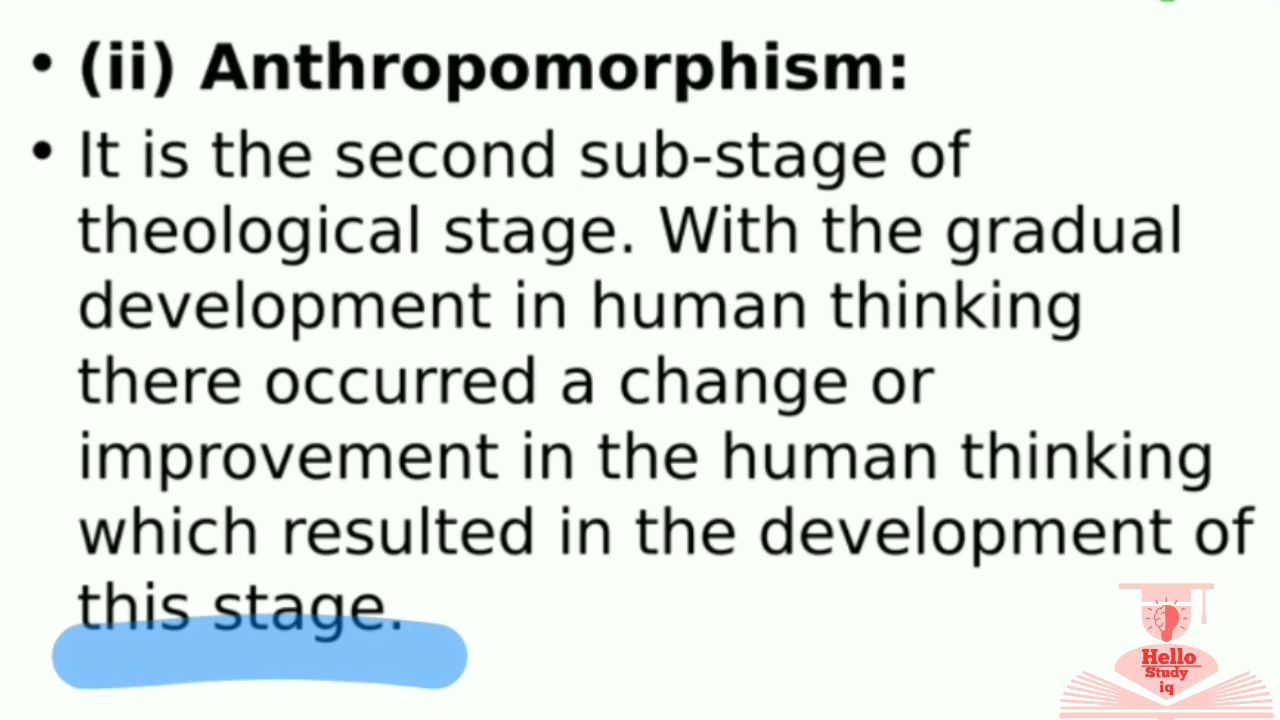 • (ii) Anthropomorphism:
• It is the second sub-stage of
theological stage. With the gradual
development in human thinking
there occurred a change or
improvement in the human thinking
which resulted in the development of
this stage.
Hello
Study
iq